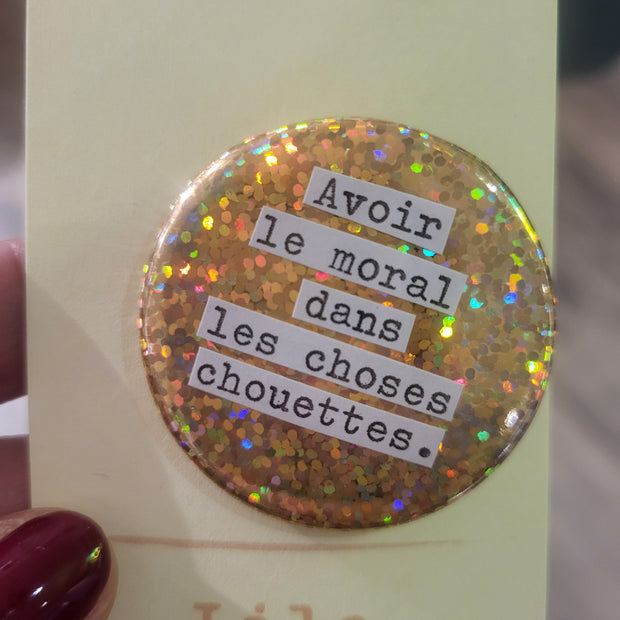 Avoir
le moral
dans
les choses
chouettes.